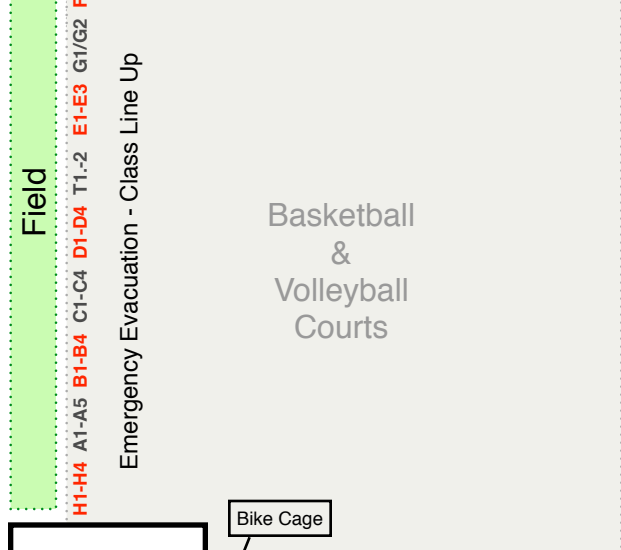 Field
H1-H4 A1-A5 B1-B4 C1-C4 D1-D4 T1.-2 E1-E3 G1/G2
Emergency Evacuation - Class Line Up
Basketball
&
Volleyball
Courts
Bike Cage